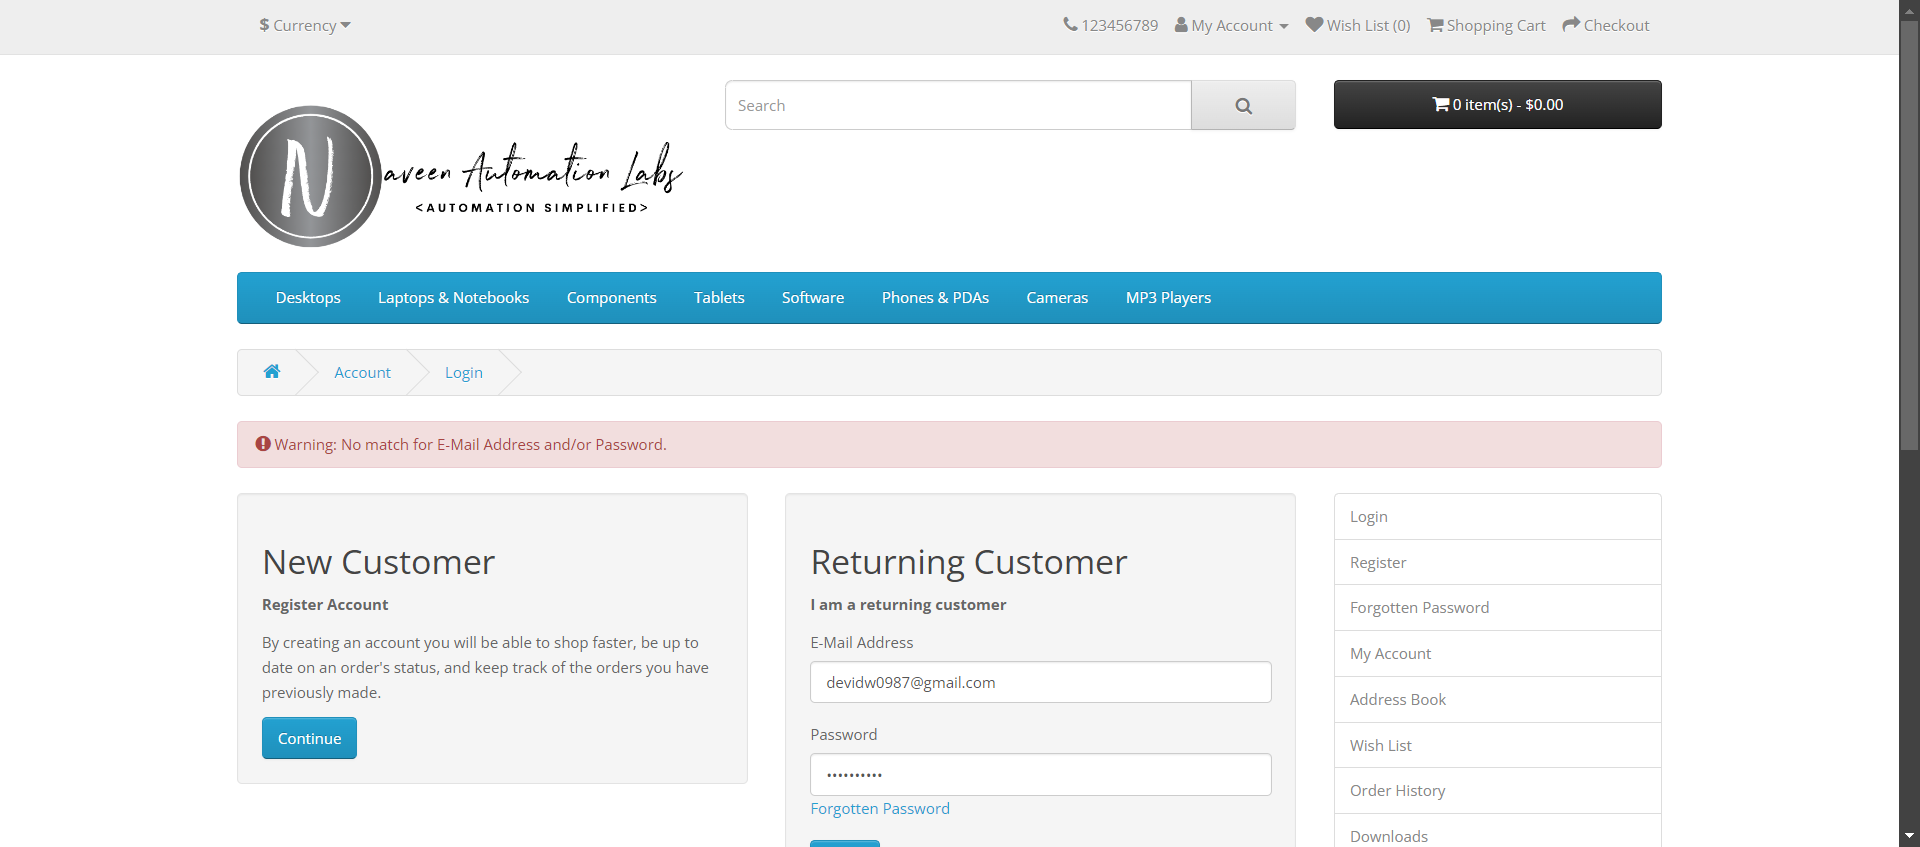 $ Currency
123456789 My Account Wish List (0) Shopping Cart Checkout
Search
0 item(s) - $0.00
N aveen Automation Labs
<AUTOMATION SIMPLIFIED>
Desktops Laptops & Notebooks Components Tablets Software Phones & PDAs Cameras MP3 Players
Account Login
Warning: No match for E-Mail Address and/or Password.
New Customer
Register Account
By creating an account you will be able to shop faster, be up to
date on an order's status, and keep track of the orders you have
previously made.
Continue
Returning Customer
I am a returning customer
E-Mail Address
devidw0987@gmail.com
Password
••••••••••
Forgotten Password
Login
Register
Forgotten Password
My Account
Address Book
Wish List
Order History
Downloads